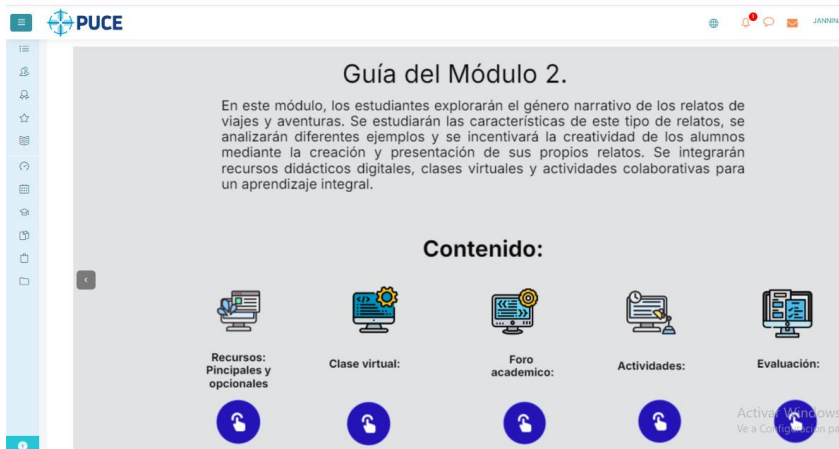 PUCE
JANNINA
Guía del Módulo 2.
En este módulo, los estudiantes explorarán el género narrativo de los relatos de
viajes y aventuras. Se estudiarán las características de este tipo de relatos, se
analizarán diferentes ejemplos y se incentivará la creatividad de los alumnos
mediante la creación y presentación de sus propios relatos. Se integrarán
recursos didácticos digitales, clases virtuales y actividades colaborativas para
un aprendizaje integral.
Contenido:
Recursos:
Pincipales y
opcionales
Clase virtual:
Foro
academico:
Actividades:
Evaluación:
Activar Windows
Ve a Configuración pa